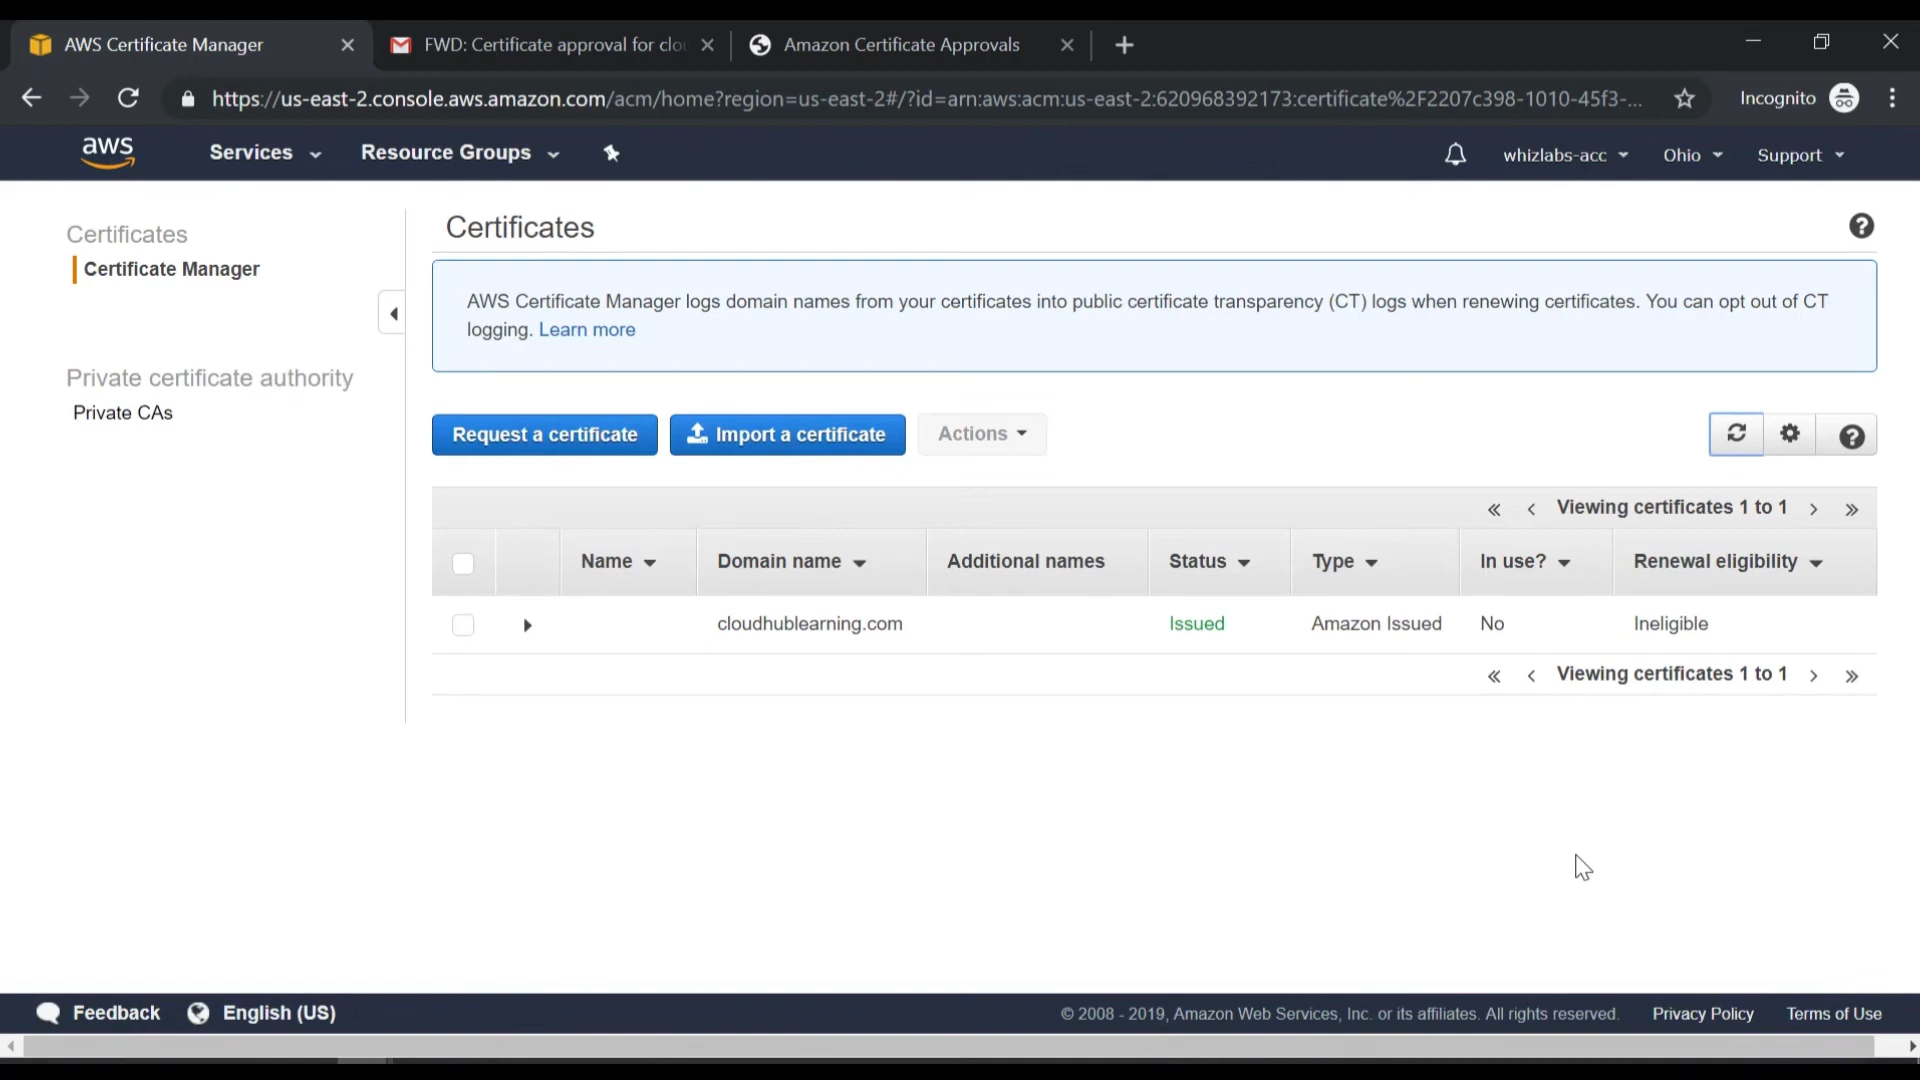 AWS Certificate Manager
FWD: Certificate approval for clo
Amazon Certificate Approvals
https://us-east-2.console.aws.amazon.com/acm/home?region=us-east-2#/?id=arn:aws:acm:us-east-2:620968392173:certificate%2F2207c398-1010-45f3-...
Incognito
aws
Services
Resource Groups
whizlabs-acc
Ohio
Support
Certificates
Certificate Manager
Private certificate authority
Private CAs
Certificates
AWS Certificate Manager logs domain names from your certificates into public certificate transparency (CT) logs when renewing certificates. You can opt out of CT
logging. Learn more
Request a certificate
Import a certificate
Actions
« ‹ Viewing certificates 1 to 1 › »
Name Domain name Additional names Status Type In use? Renewal eligibility
cloudhublearning.com Issued Amazon Issued No Ineligible
« ‹ Viewing certificates 1 to 1 › »
Feedback English (US)
© 2008 - 2019, Amazon Web Services, Inc. or its affiliates. All rights reserved. Privacy Policy Terms of Use